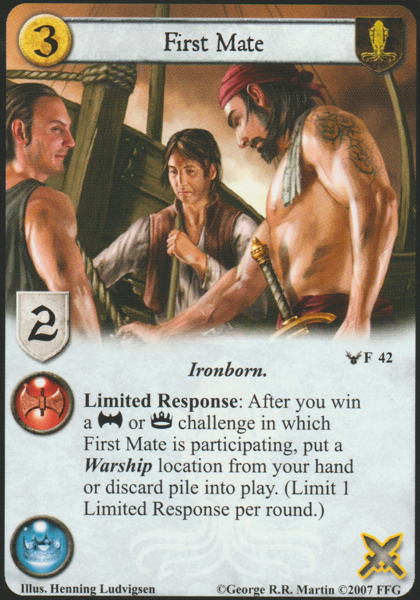 3
First Mate
2
F 42
Ironborn.
Limited Response: After you win
a or challenge in which
First Mate is participating, put a
Warship location from your hand
or discard pile into play. (Limit 1
Limited Response per round.)
Illus. Henning Ludvigsen ©George R.R. Martin ©2007 FFG